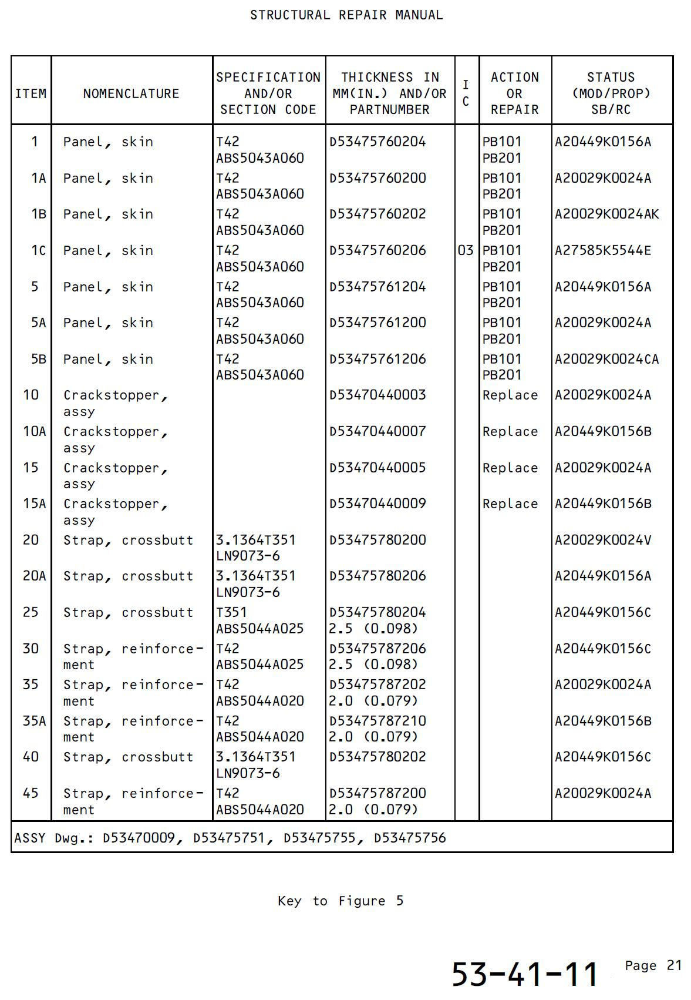 STRUCTURAL REPAIR MANUAL
ITEM NOMENCLATURE SPECIFICATION AND/OR SECTION CODE THICKNESS IN MM(IN.) AND/OR PARTNUMBER I C ACTION OR REPAIR STATUS (MOD/PROP) SB/RC
1 Panel, skin T42 D53475760204 PB101 A20449K0156A
ABS5043A060 PB201
1A Panel, skin T42 D53475760200 PB101 A20029K0024A
ABS5043A060 PB201
1B Panel, skin T42 D53475760202 PB101 A20029K0024AK
ABS5043A060 PB201
1C Panel, skin T42 D53475760206 03 PB101 A27585K5544E
ABS5043A060 PB201
5 Panel, skin T42 D53475761204 PB101 A20449K0156A
ABS5043A060 PB201
5A Panel, skin T42 D53475761200 PB101 A20029K0024A
ABS5043A060 PB201
5B Panel, skin T42 D53475761206 PB101 A20029K0024CA
ABS5043A060 PB201
10 Crackstopper, D53470440003 Replace A20029K0024A
assy
10A Crackstopper, D53470440007 Replace A20449K0156B
assy
15 Crackstopper, D53470440005 Replace A20029K0024A
assy
15A Crackstopper, D53470440009 Replace A20449K0156B
assy
20 Strap, crossbutt 3.1364T351 D53475780200 A20029K0024V
LN9073-6
20A Strap, crossbutt 3.1364T351 D53475780206 A20449K0156A
LN9073-6
25 Strap, crossbutt T351 D53475780204 A20449K0156C
ABS5044A025 2.5 (0.098)
30 Strap, reinforce- T42 D53475787206 A20449K0156C
ment ABS5044A025 2.5 (0.098)
35 Strap, reinforce- T42 D53475787202 A20029K0024A
ment ABS5044A020 2.0 (0.079)
35A Strap, reinforce- T42 D53475787210 A20449K0156B
ment ABS5044A020 2.0 (0.079)
40 Strap, crossbutt 3.1364T351 D53475780202 A20449K0156C
LN9073-6
45 Strap, reinforce- T42 D53475787200 A20029K0024A
ment ABS5044A020 2.0 (0.079)
ASSY Dwg.: D53470009, D53475751, D53475755, D53475756
Key to Figure 5
53-41-11 Page 21